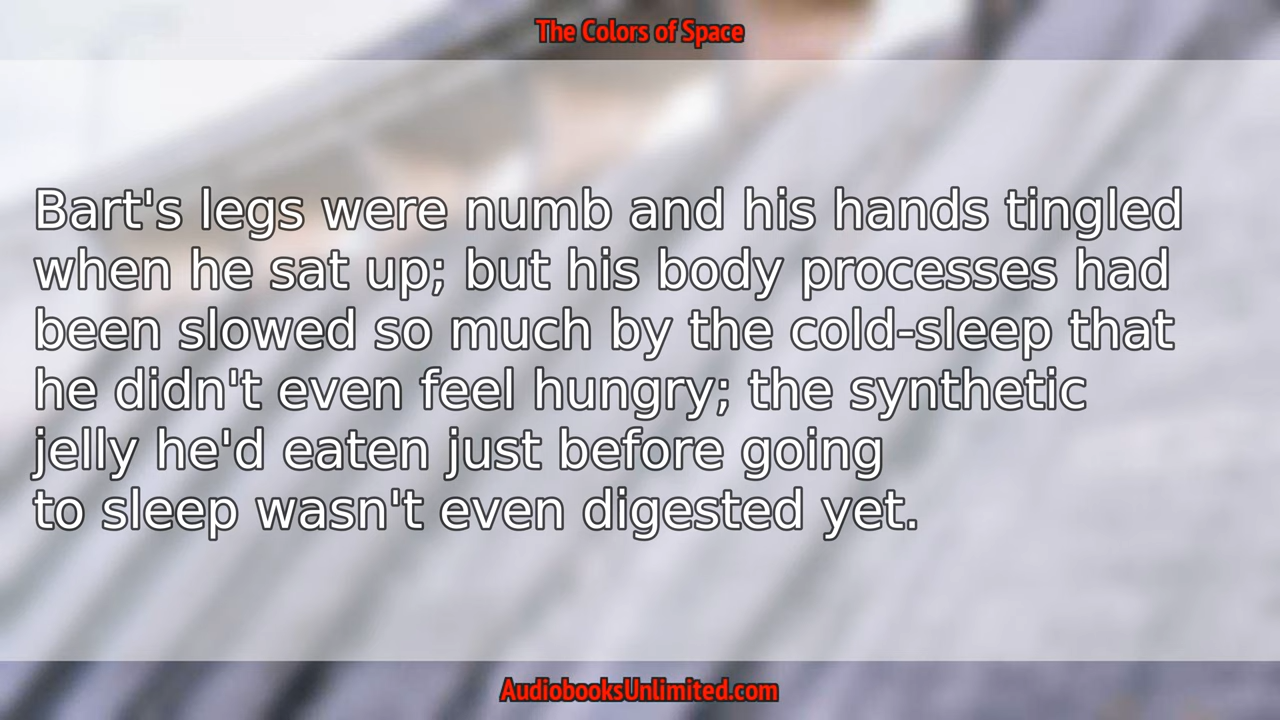 The Colors of Space
Bart's legs were numb and his hands tingled
when he sat up; but his body processes had
been slowed so much by the cold-sleep that
he didn't even feel hungry; the synthetic
jelly he'd eaten just before going
to sleep wasn't even digested yet.
AudiobooksUnlimited.com